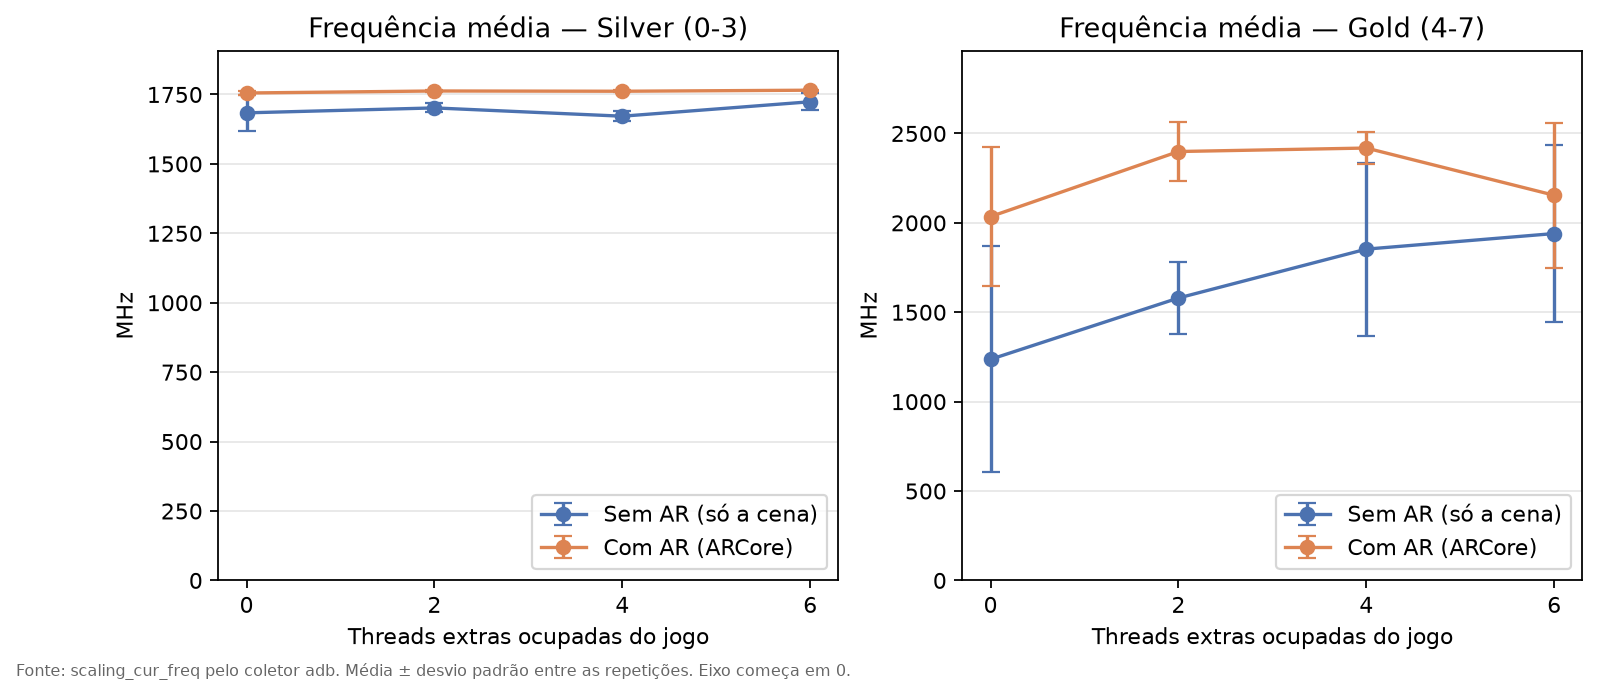 Frequência média — Silver (0-3)
MHz
1750
1500
1250
1000
750
500
250
0
0 2 4 6
Threads extras ocupadas do jogo
Sem AR (só a cena)
Com AR (ARCore)
Frequência média — Gold (4-7)
MHz
2500
2000
1500
1000
500
0
0 2 4 6
Threads extras ocupadas do jogo
Sem AR (só a cena)
Com AR (ARCore)
Fonte: scaling_cur_freq pelo coletor adb. Média ± desvio padrão entre as repetições. Eixo começa em 0.